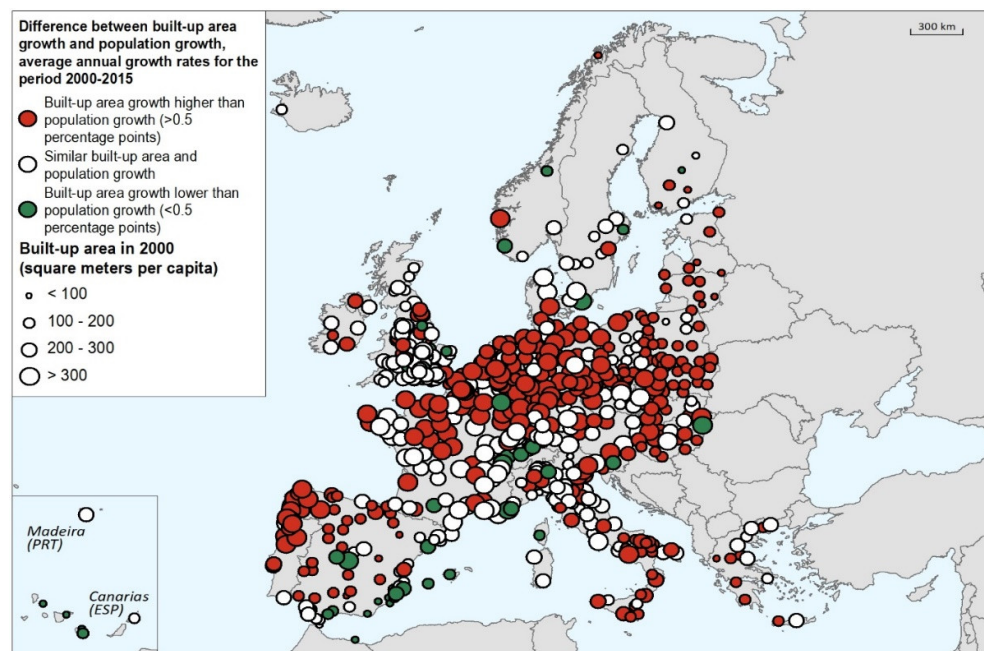 Difference between built-up area
growth and population growth,
average annual growth rates for the
period 2000-2015
Built-up area growth higher than
population growth (>0.5
percentage points)
Similar built-up area and
population growth
Built-up area growth lower than
population growth (<0.5
percentage points)
Built-up area in 2000
(square meters per capita)
< 100
100 - 200
200 - 300
> 300
300 km
Madeira
(PRT)
Canarias
(ESP)